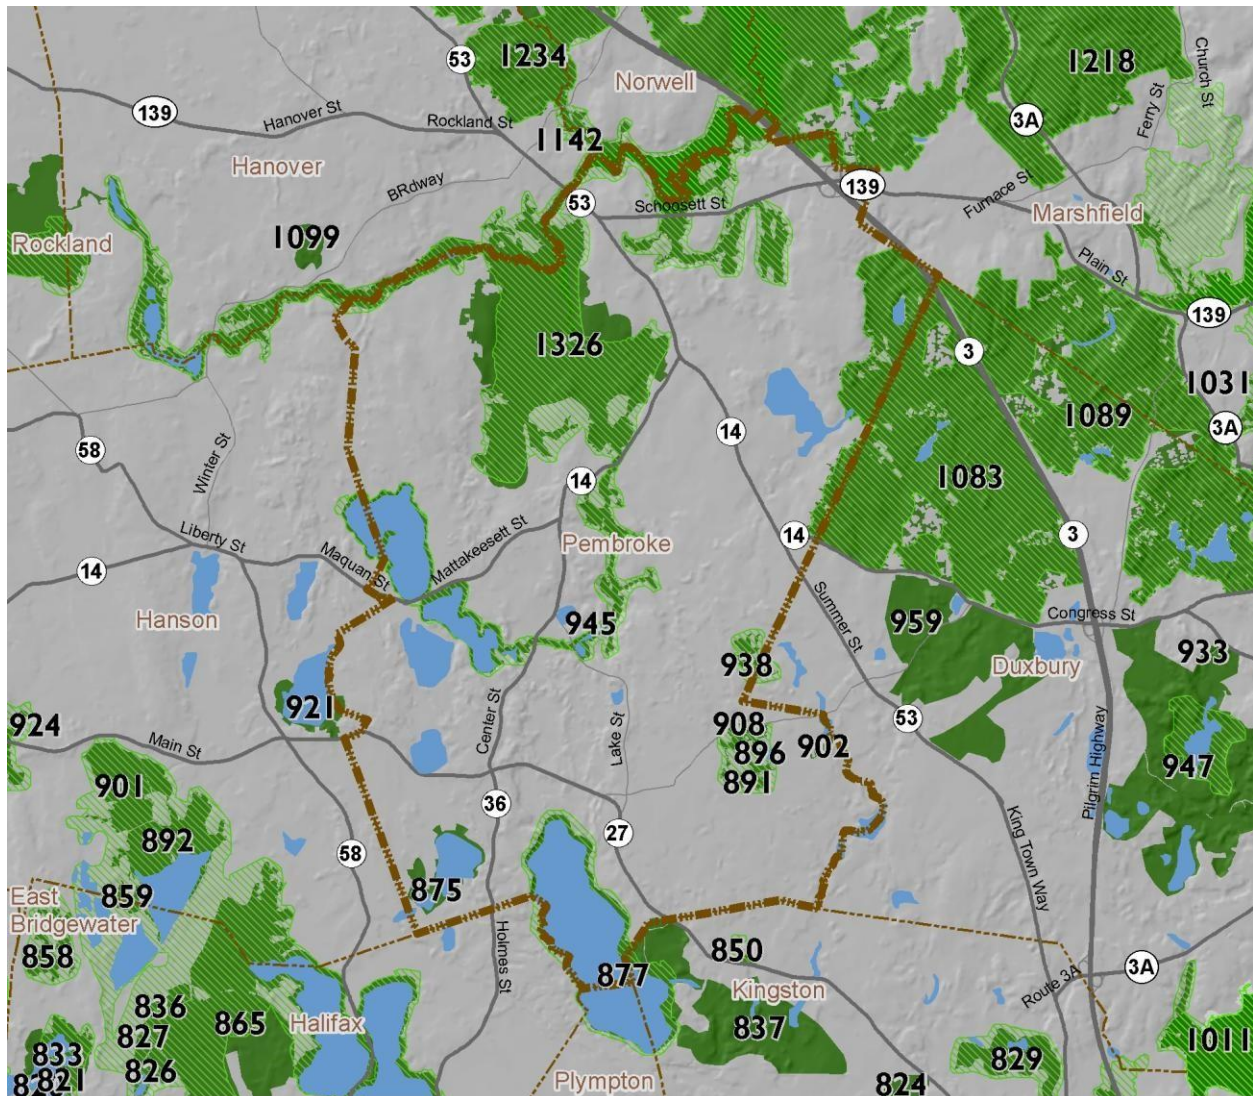 1234
1218
Church St
53
Norwell
139
Hanover St
Rockland St
3A
Ferry St
1142
Hanover
BRdway
139
53
Schoosett St
Furnace St
Marshfield
Rockland
1099
Plain St
139
1326
3
1031
1089
3A
58
14
Winter St
1083
14
Liberty St
Mattakeesett St
Pembroke
14
3
14
Maquan St
Summer St
Hanson
945
959
Congress St
938
Duxbury
933
921
924
Main St
Center St
Lake St
908
896
902
891
53
947
901
36
27
Pilgrim Highway
King Town Way
892
58
859
875
East
Bridgewater
858
Holmes St
850
877
Kingston
3A
Route 3A
836
865
Halifax
827
837
833
821
826
829
1011
Plympton
824